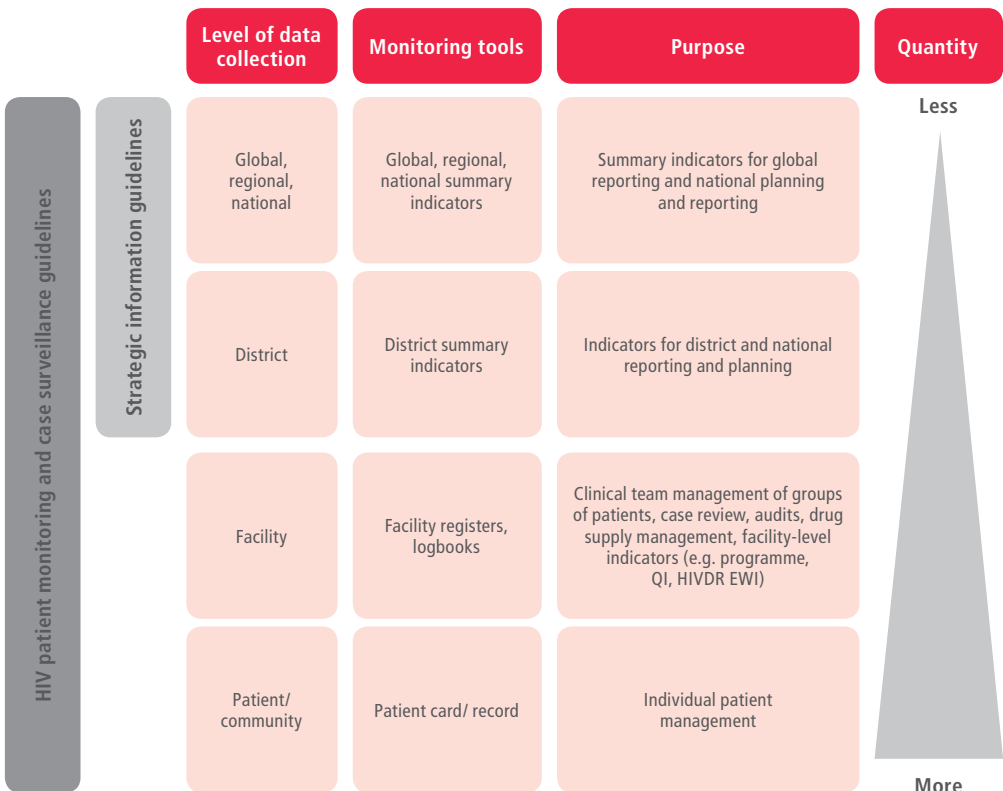 Level of data
collection
Monitoring tools
Purpose
Quantity
HIV patient monitoring and case surveillance guidelines
Strategic information guidelines
Global,
regional,
national
Global, regional,
national summary
indicators
Summary indicators for global
reporting and national planning
and reporting
Less
District
District summary
indicators
Indicators for district and national
reporting and planning
Facility
Facility registers,
logbooks
Clinical team management of groups
of patients, case review, audits, drug
supply management, facility-level
indicators (e.g. programme,
QI, HIVDR EWI)
Patient/
community
Patient card/ record
Individual patient
management
More